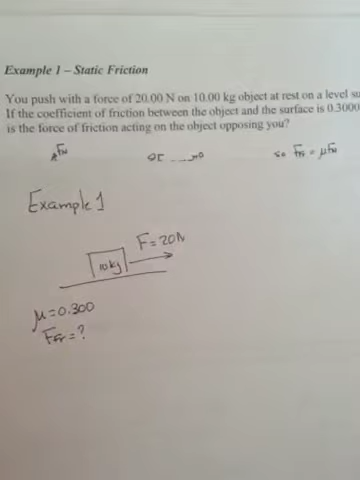 Example 1 – Static Friction
You push with a force of 20.00 N on 10.00 kg object at rest on a level
If the coefficient of friction between the object and the surface is 0.3000
is the force of friction acting on the object opposing you?
FN
so Ffr = μFN
Example 1
F = 20N
10kg
μ = 0.300
Ffr = ?